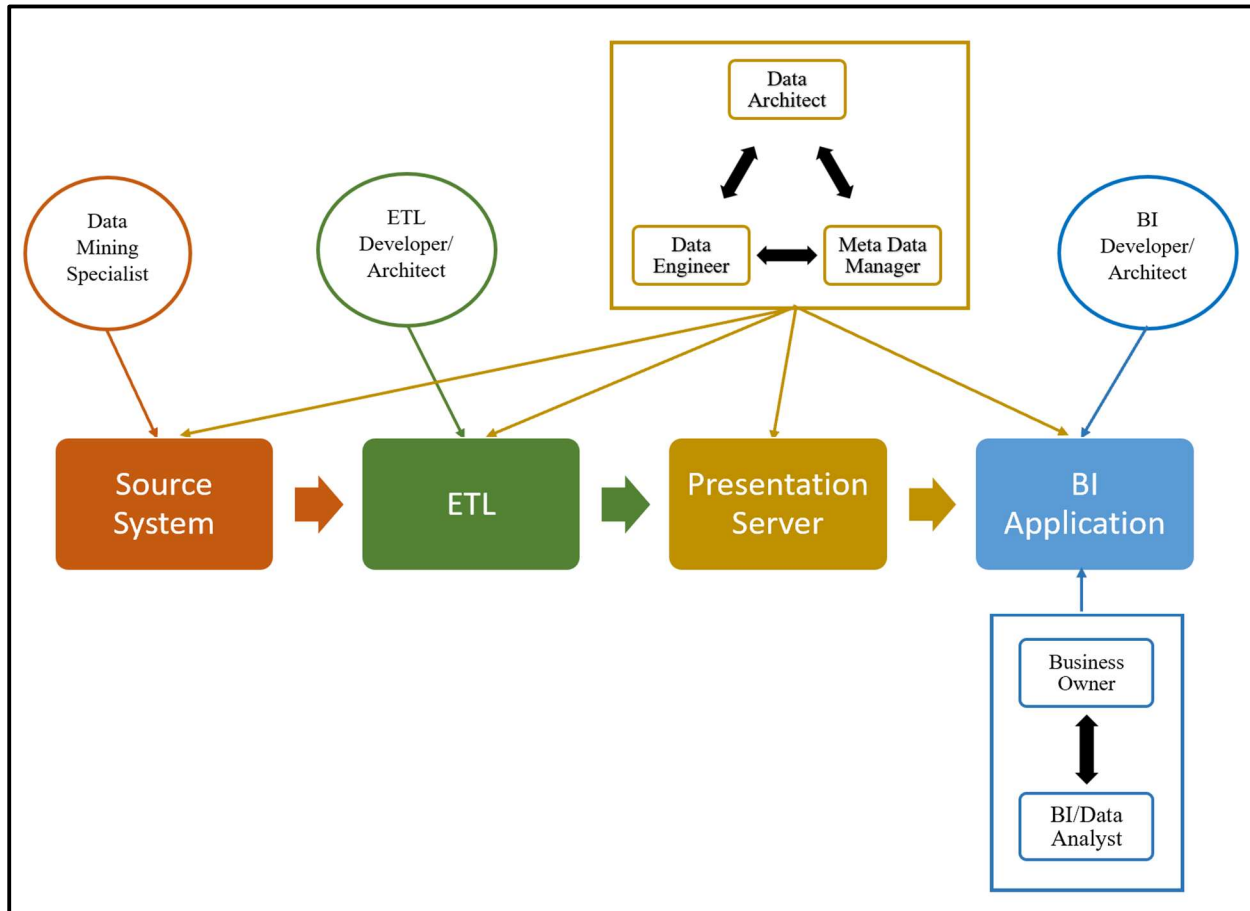 Data
Architect
Data
Engineer
Meta Data
Manager
Data
Mining
Specialist
ETL
Developer/
Architect
BI
Developer/
Architect
Source
System
ETL
Presentation
Server
BI
Application
Business
Owner
BI/Data
Analyst